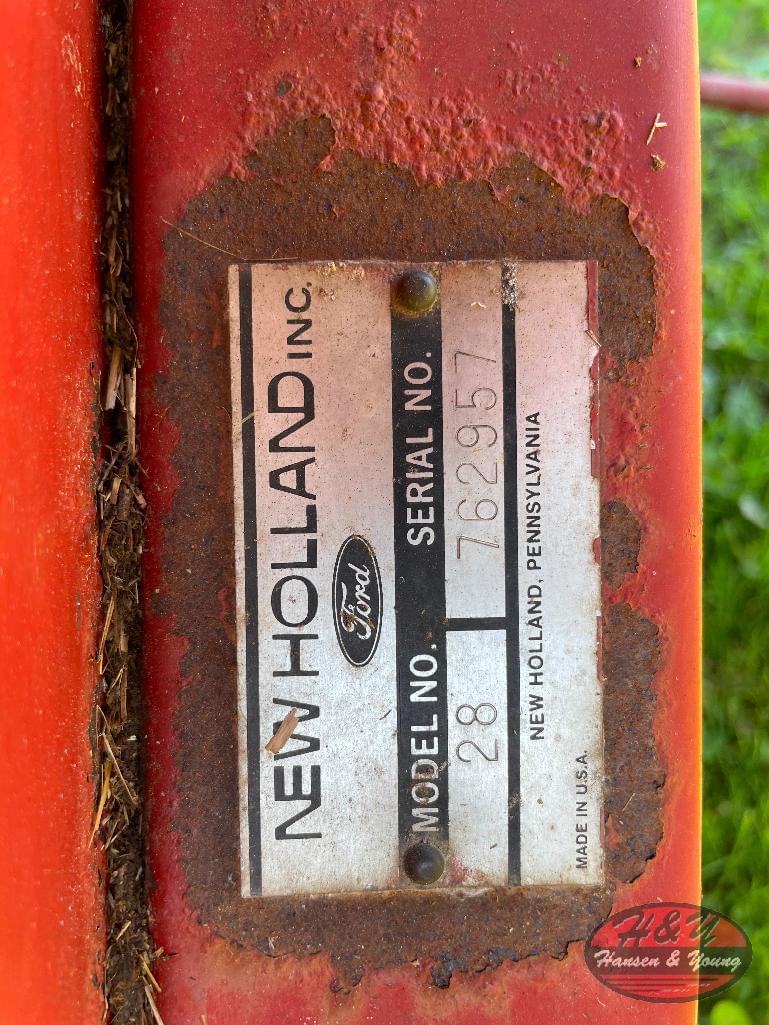 NEW HOLLAND INC.
Ford
MODEL NO. SERIAL NO.
28 762957
NEW HOLLAND, PENNSYLVANIA
MADE IN U.S.A.
H&Y
Hansen & Young